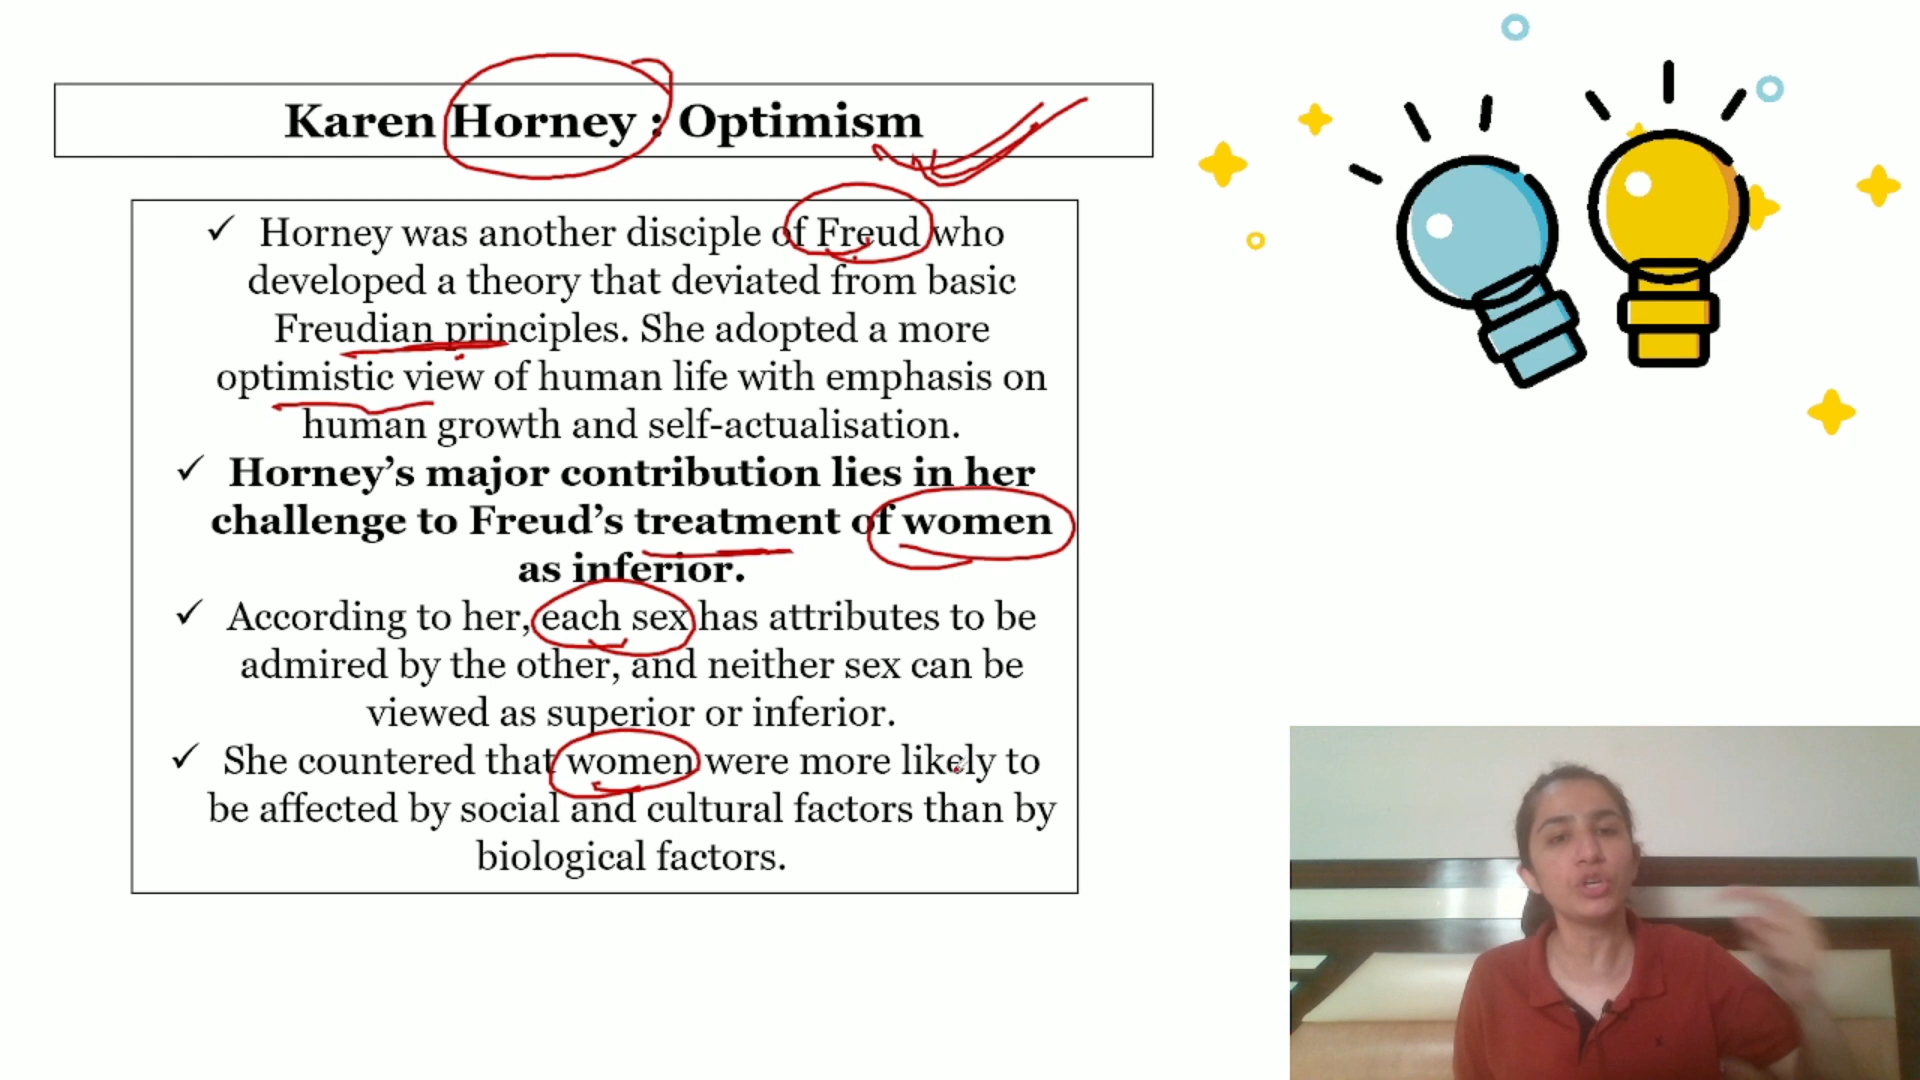 Karen Horney : Optimism
✓ Horney was another disciple of Freud who
developed a theory that deviated from basic
Freudian principles. She adopted a more
optimistic view of human life with emphasis on
human growth and self-actualisation.
✓ Horney’s major contribution lies in her
challenge to Freud’s treatment of women
as inferior.
✓ According to her, each sex has attributes to be
admired by the other, and neither sex can be
viewed as superior or inferior.
✓ She countered that women were more likely to
be affected by social and cultural factors than by
biological factors.